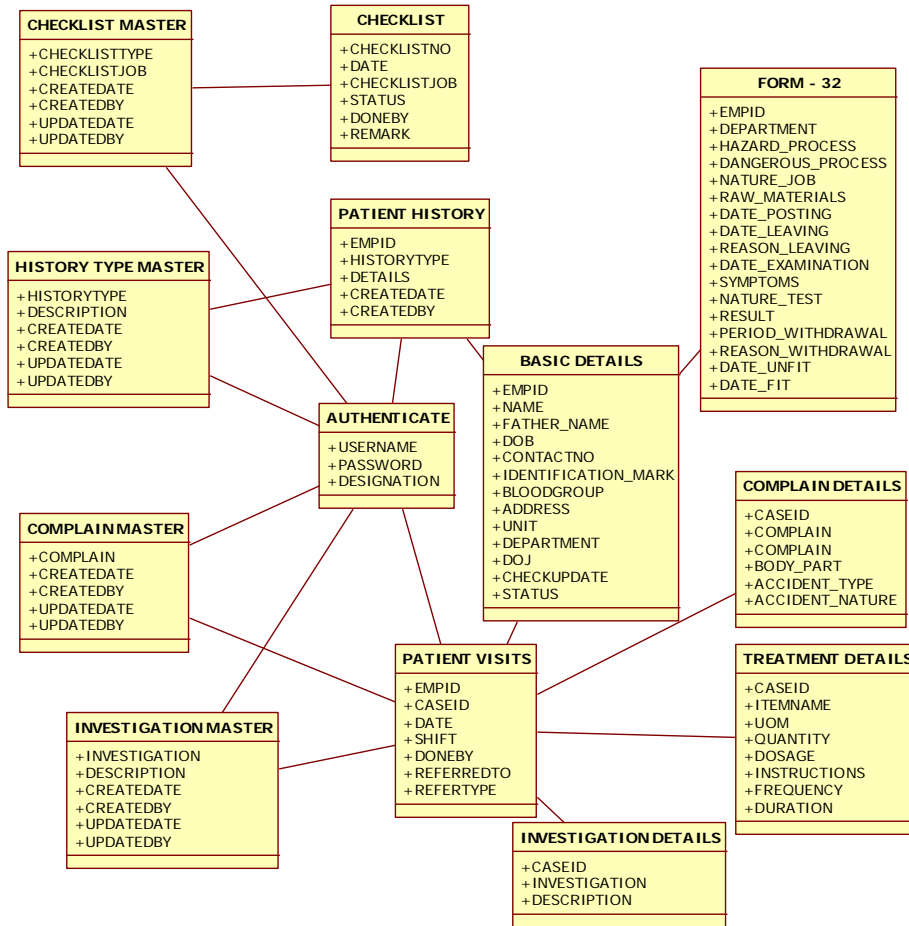 CHECKLIST MASTER
+CHECKLISTTYPE
+CHECKLISTJOB
+CREATEDATE
+CREATEDBY
+UPDATEDATE
+UPDATEDBY
CHECKLIST
+CHECKLISTNO
+DATE
+CHECKLISTJOB
+STATUS
+DONEBY
+REMARK
FORM - 32
+EMPID
+DEPARTMENT
+HAZARD_PROCESS
+DANGEROUS_PROCESS
+NATURE_JOB
+RAW_MATERIALS
+DATE_POSTING
+DATE_LEAVING
+REASON_LEAVING
+DATE_EXAMINATION
+SYMPTOMS
+NATURE_TEST
+RESULT
+PERIOD_WITHDRAWAL
+REASON_WITHDRAWAL
+DATE_UNFIT
+DATE_FIT
PATIENT HISTORY
+EMPID
+HISTORYTYPE
+DETAILS
+CREATEDATE
+CREATEDBY
HISTORY TYPE MASTER
+HISTORYTYPE
+DESCRIPTION
+CREATEDATE
+CREATEDBY
+UPDATEDATE
+UPDATEDBY
BASIC DETAILS
+EMPID
+NAME
+FATHER_NAME
+DOB
+CONTACTNO
+IDENTIFICATION_MARK
+BLOODGROUP
+ADDRESS
+UNIT
+DEPARTMENT
+DOJ
+CHECKUPDATE
+STATUS
AUTHENTICATE
+USERNAME
+PASSWORD
+DESIGNATION
COMPLAIN DETAILS
+CASEID
+COMPLAIN
+COMPLAIN
+BODY_PART
+ACCIDENT_TYPE
+ACCIDENT_NATURE
COMPLAIN MASTER
+COMPLAIN
+CREATEDATE
+CREATEDBY
+UPDATEDATE
+UPDATEDBY
PATIENT VISITS
+EMPID
+CASEID
+DATE
+SHIFT
+DONEBY
+REFERREDTO
+REFERTYPE
TREATMENT DETAILS
+CASEID
+ITEMNAME
+UOM
+QUANTITY
+DOSAGE
+INSTRUCTIONS
+FREQUENCY
+DURATION
INVESTIGATION MASTER
+INVESTIGATION
+DESCRIPTION
+CREATEDATE
+CREATEDBY
+UPDATEDATE
+UPDATEDBY
INVESTIGATION DETAILS
+CASEID
+INVESTIGATION
+DESCRIPTION